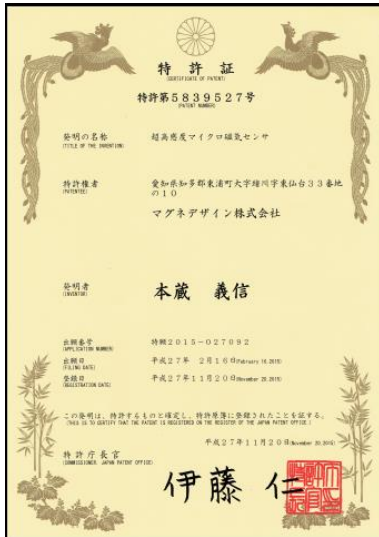 特許証
(CERTIFICATE OF PATENT)
特許第5839527号
(PATENT NUMBER)
発明の名称
(TITLE OF THE INVENTION)
超高感度マイクロ磁気センサ
特許権者
(PATENTEE)
愛知県知多郡東浦町大字緒川字東仙台33番地
の10
マグネデザイン株式会社
発明者
(INVENTOR)
本蔵 義信
出願番号
(APPLICATION NUMBER)
特願2015-027092
出願日
(FILING DATE)
平成27年 2月16日(February 16,2015)
登録日
(REGISTRATION DATE)
平成27年11月20日(November 20,2015)
この発明は、特許するものと確定し、特許原簿に登録されたことを証する。
(THIS IS TO CERTIFY THAT THE PATENT IS REGISTERED ON THE REGISTER OF THE JAPAN PATENT OFFICE.)
平成27年11月20日(November 20,2015)
特許庁長官
(COMMISSIONER, JAPAN PATENT OFFICE)
伊藤 仁